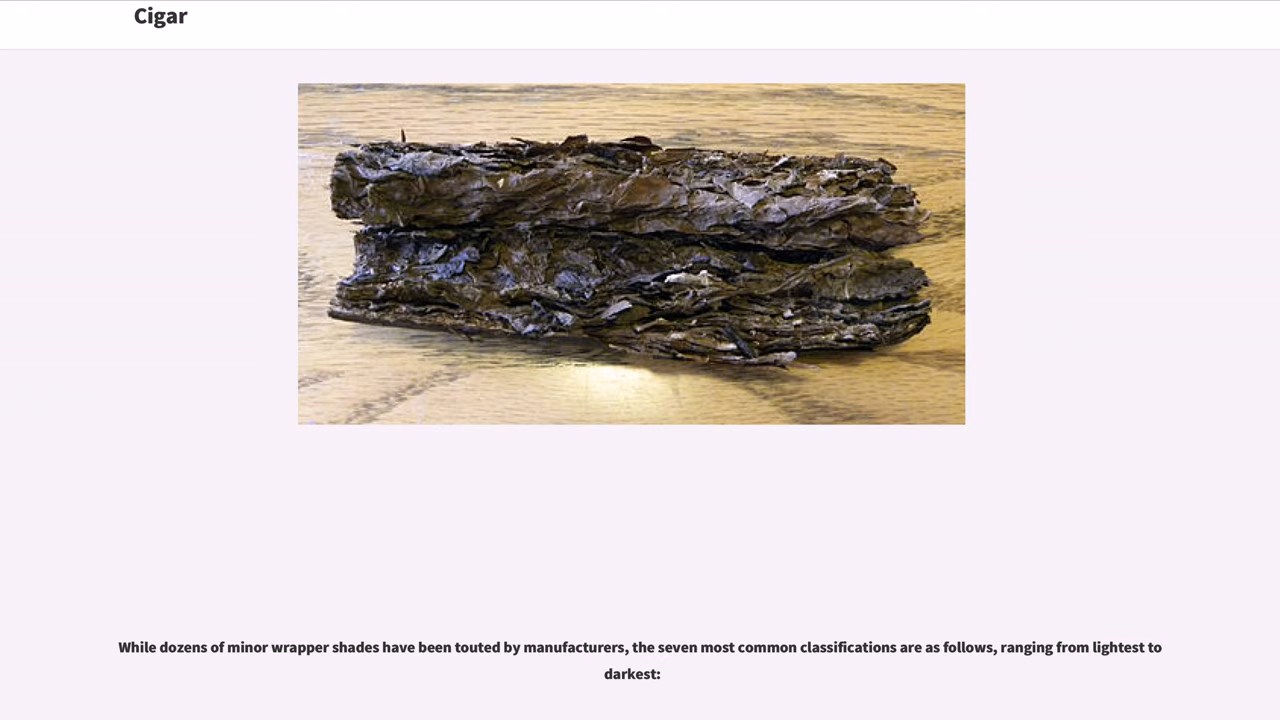 Cigar
While dozens of minor wrapper shades have been touted by manufacturers, the seven most common classifications are as follows, ranging from lightest to
darkest: